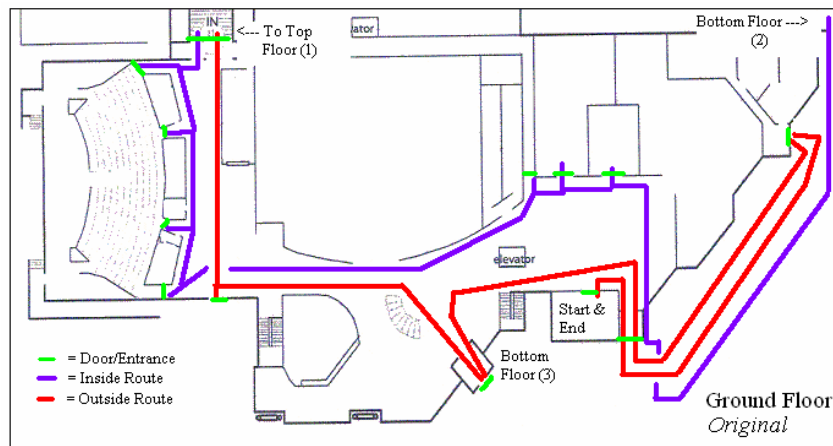 IN
<--- To Top
Floor (1)
vator
Bottom Floor --->
(2)
elevator
Start &
End
Bottom
Floor (3)
= Door/Entrance
= Inside Route
= Outside Route
Ground Floor
Original